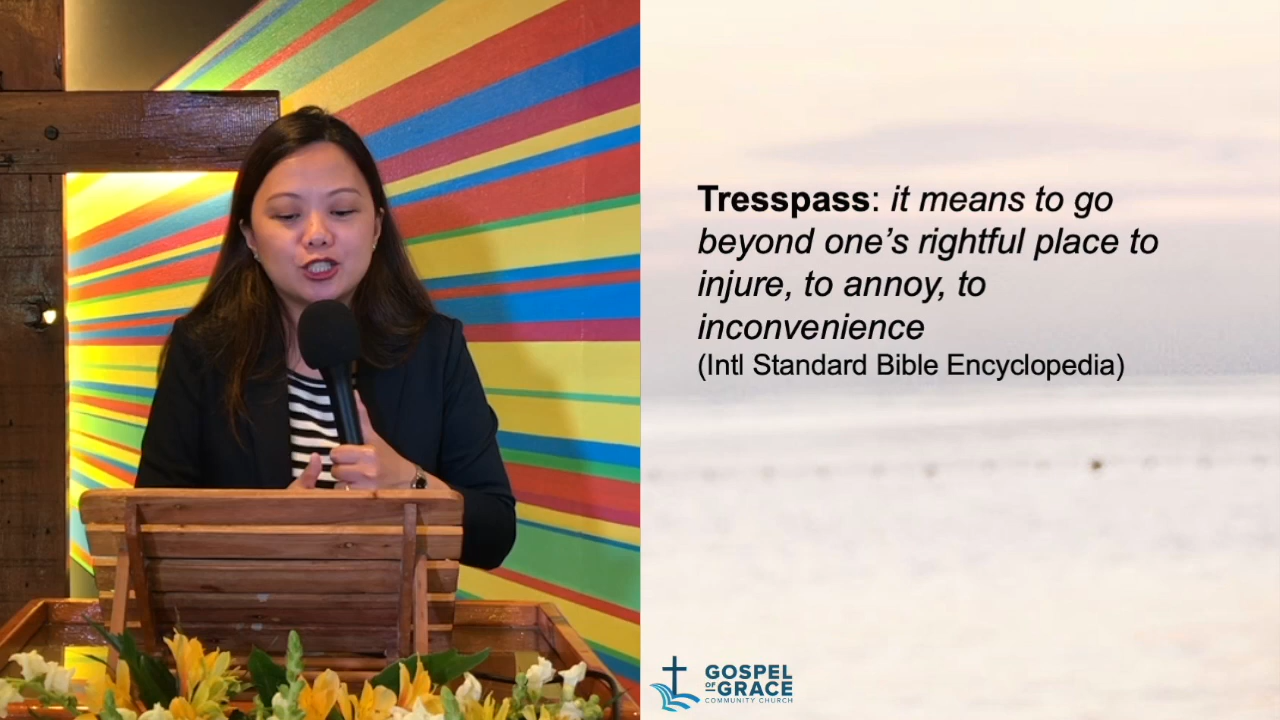 Tresspass: it means to go
beyond one’s rightful place to
injure, to annoy, to
inconvenience
(Intl Standard Bible Encyclopedia)
GOSPEL
OF GRACE
COMMUNITY CHURCH